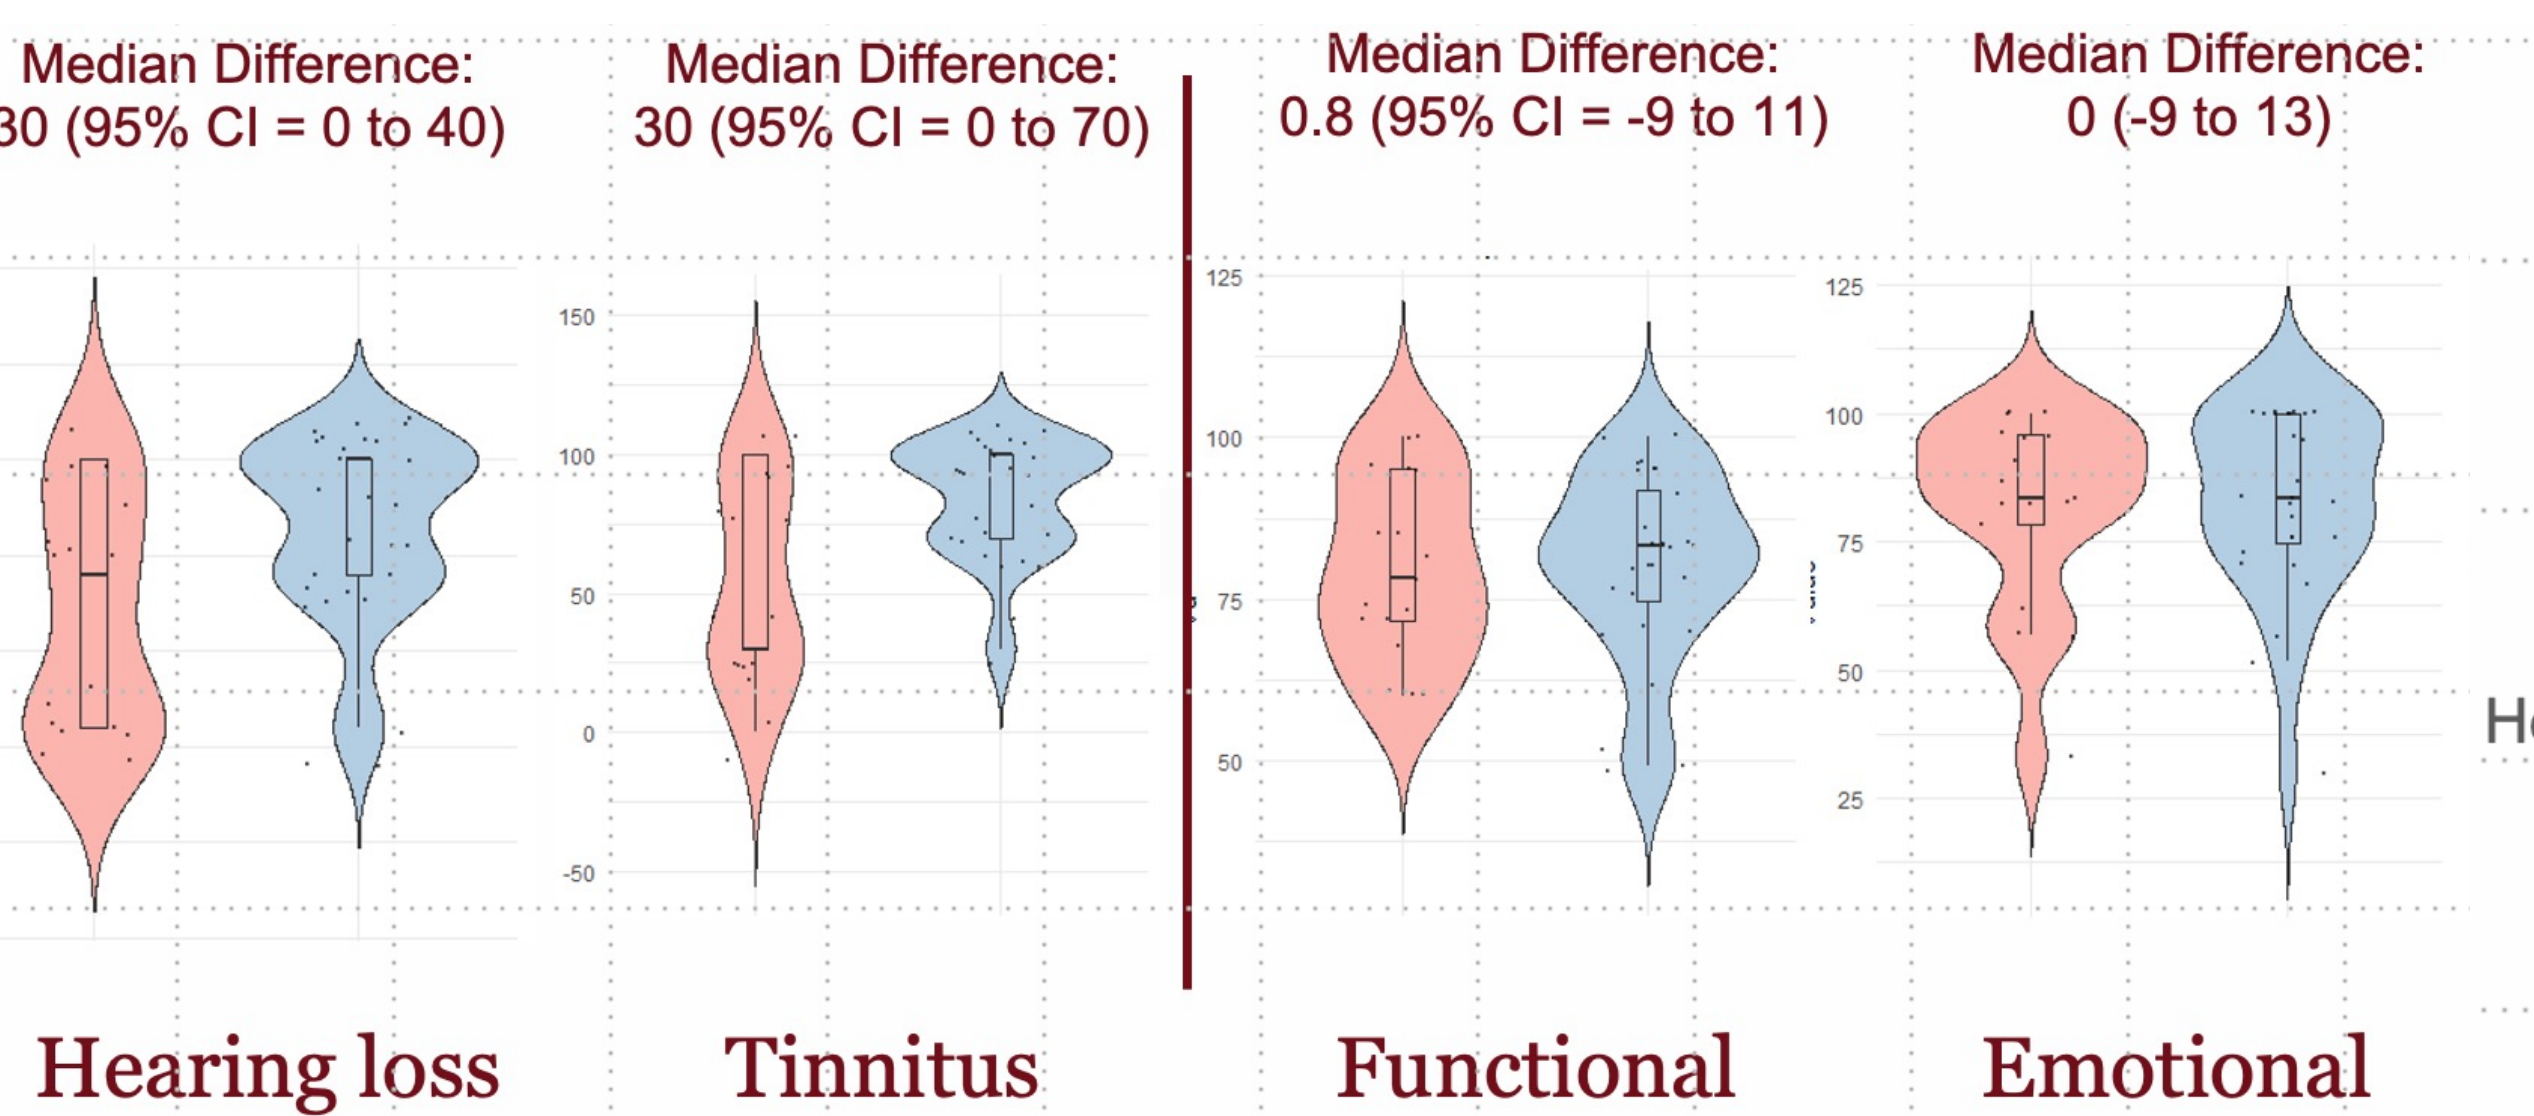 Median Difference:
30 (95% CI = 0 to 40)
Median Difference:
30 (95% CI = 0 to 70)
Median Difference:
0.8 (95% CI = -9 to 11)
Median Difference:
0 (-9 to 13)
150
100
50
0
-50
125
100
75
50
125
100
75
50
25
Hearing loss
Tinnitus
Functional
Emotional